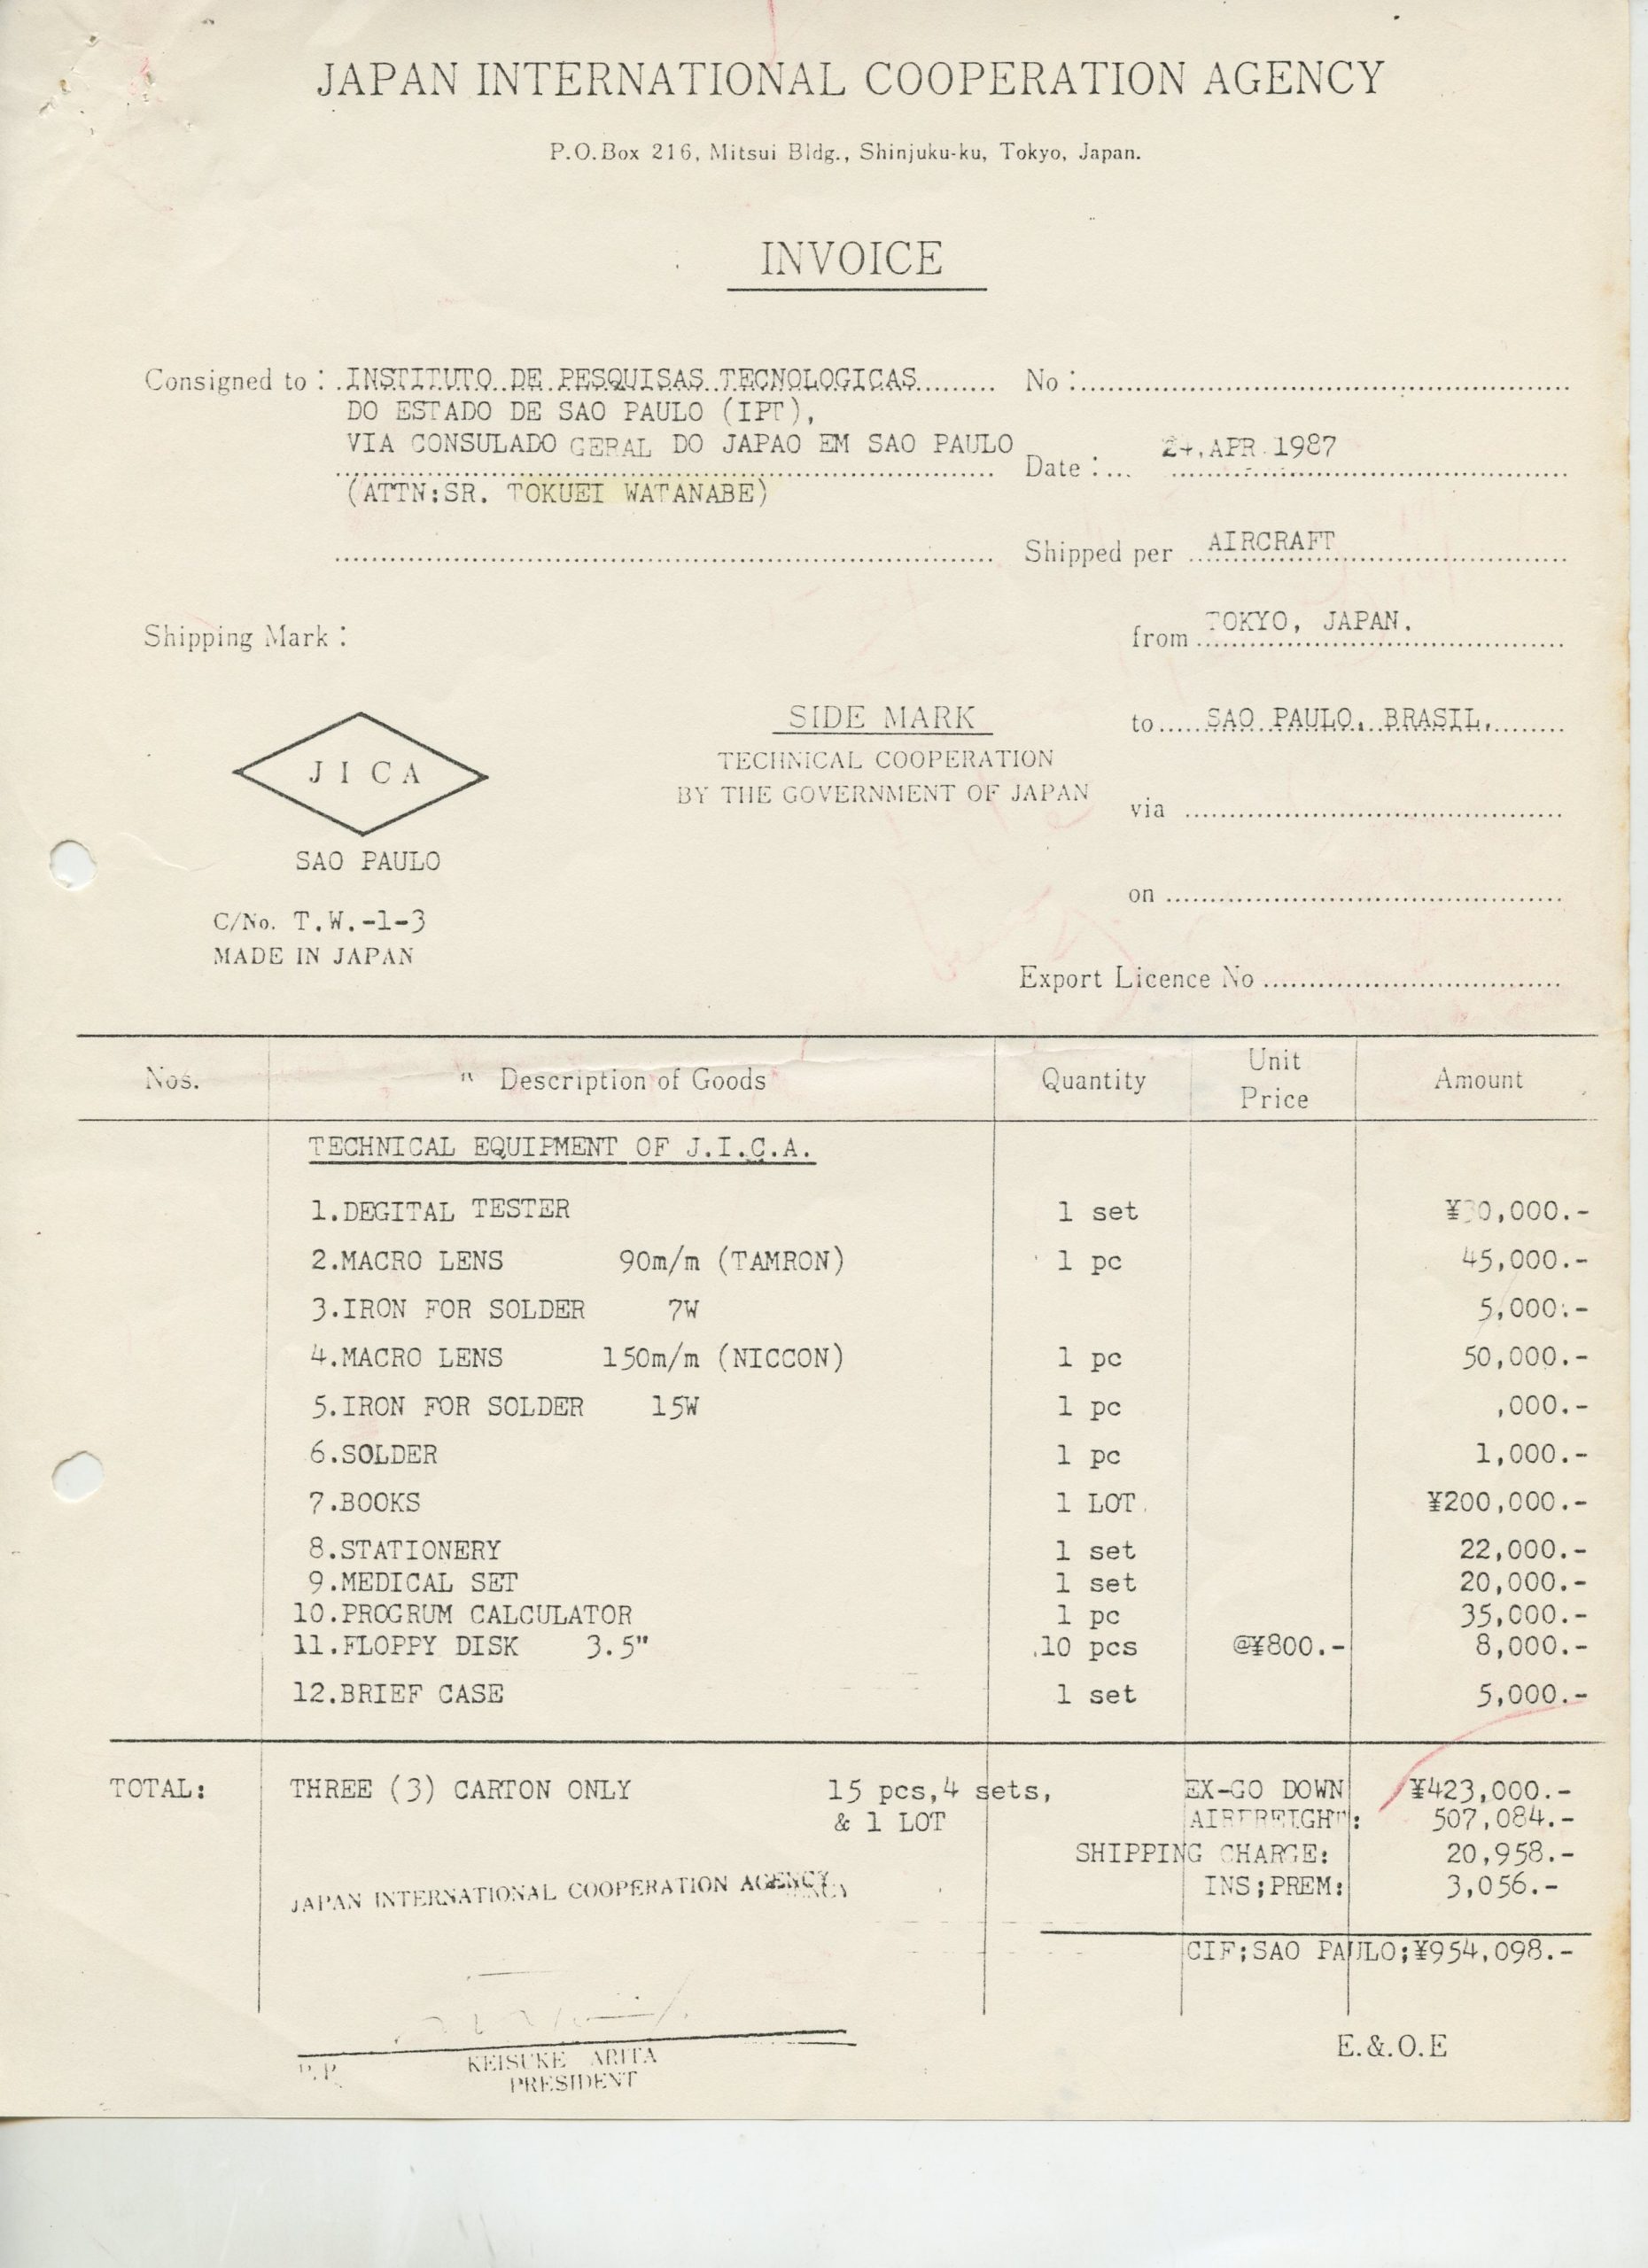 JAPAN INTERNATIONAL COOPERATION AGENCY
P.O.Box 216, Mitsui Bldg., Shinjuku-ku, Tokyo, Japan.
INVOICE
Consigned to : INSTITUTO DE PESQUISAS TECNOLOGICAS No :
DO ESTADO DE SAO PAULO (IPT),
VIA CONSULADO GERAL DO JAPAO EM SAO PAULO
Date : 24.APR.1987
(ATTN:SR. TOKUEI WATANABE)
Shipped per AIRCRAFT
Shipping Mark : from TOKYO, JAPAN.
SIDE MARK to SAO PAULO, BRASIL.
TECHNICAL COOPERATION
BY THE GOVERNMENT OF JAPAN
JICA
via
SAO PAULO
on
C/No. T.W.-1-3
MADE IN JAPAN
Export Licence No
Nos. " Description of Goods Quantity Unit Price Amount
TECHNICAL EQUIPMENT OF J.I.C.A.
1.DEGITAL TESTER 1 set ¥30,000.-
2.MACRO LENS 90m/m (TAMRON) 1 pc 45,000.-
3.IRON FOR SOLDER 7W 5,000.-
4.MACRO LENS 150m/m (NICCON) 1 pc 50,000.-
5.IRON FOR SOLDER 15W 1 pc ,000.-
6.SOLDER 1 pc 1,000.-
7.BOOKS 1 LOT. ¥200,000.-
8.STATIONERY 1 set 22,000.-
9.MEDICAL SET 1 set 20,000.-
10.PROGRUM CALCULATOR 1 pc 35,000.-
11.FLOPPY DISK 3.5" 10 pcs @¥800.- 8,000.-
12.BRIEF CASE 1 set 5,000.-
TOTAL: THREE (3) CARTON ONLY 15 pcs,4 sets, EX-GO DOWN ¥423,000.-
& 1 LOT AIRFREIGHT: 507,084.-
SHIPPING CHARGE: 20,958.-
JAPAN INTERNATIONAL COOPERATION AGENCY INS;PREM: 3,056.-
CIF;SAO PAULO;¥954,098.-
E.&.O.E
P.P. KEISUKE ARITA
PRESIDENT